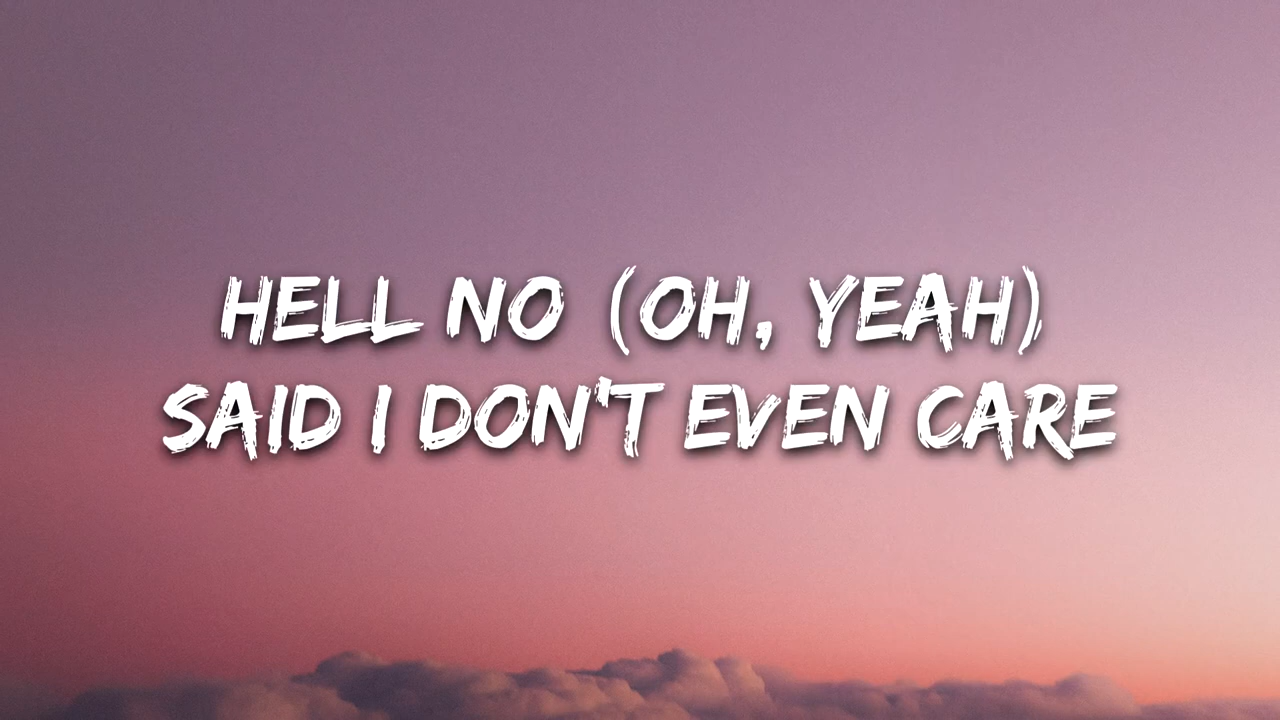 HELL NO (OH, YEAH)
SAID I DON'T EVEN CARE